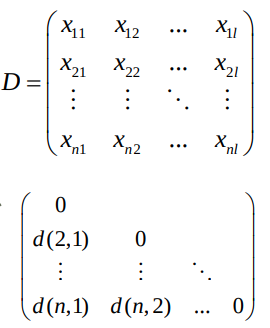 x11 x12 ... x1l
D = x21 x22 ... x2l
⋮ ⋮ ⋱ ⋮
xn1 xn2 ... xnl
0
d(2,1) 0
⋮ ⋮ ⋱
d(n,1) d(n,2) ... 0